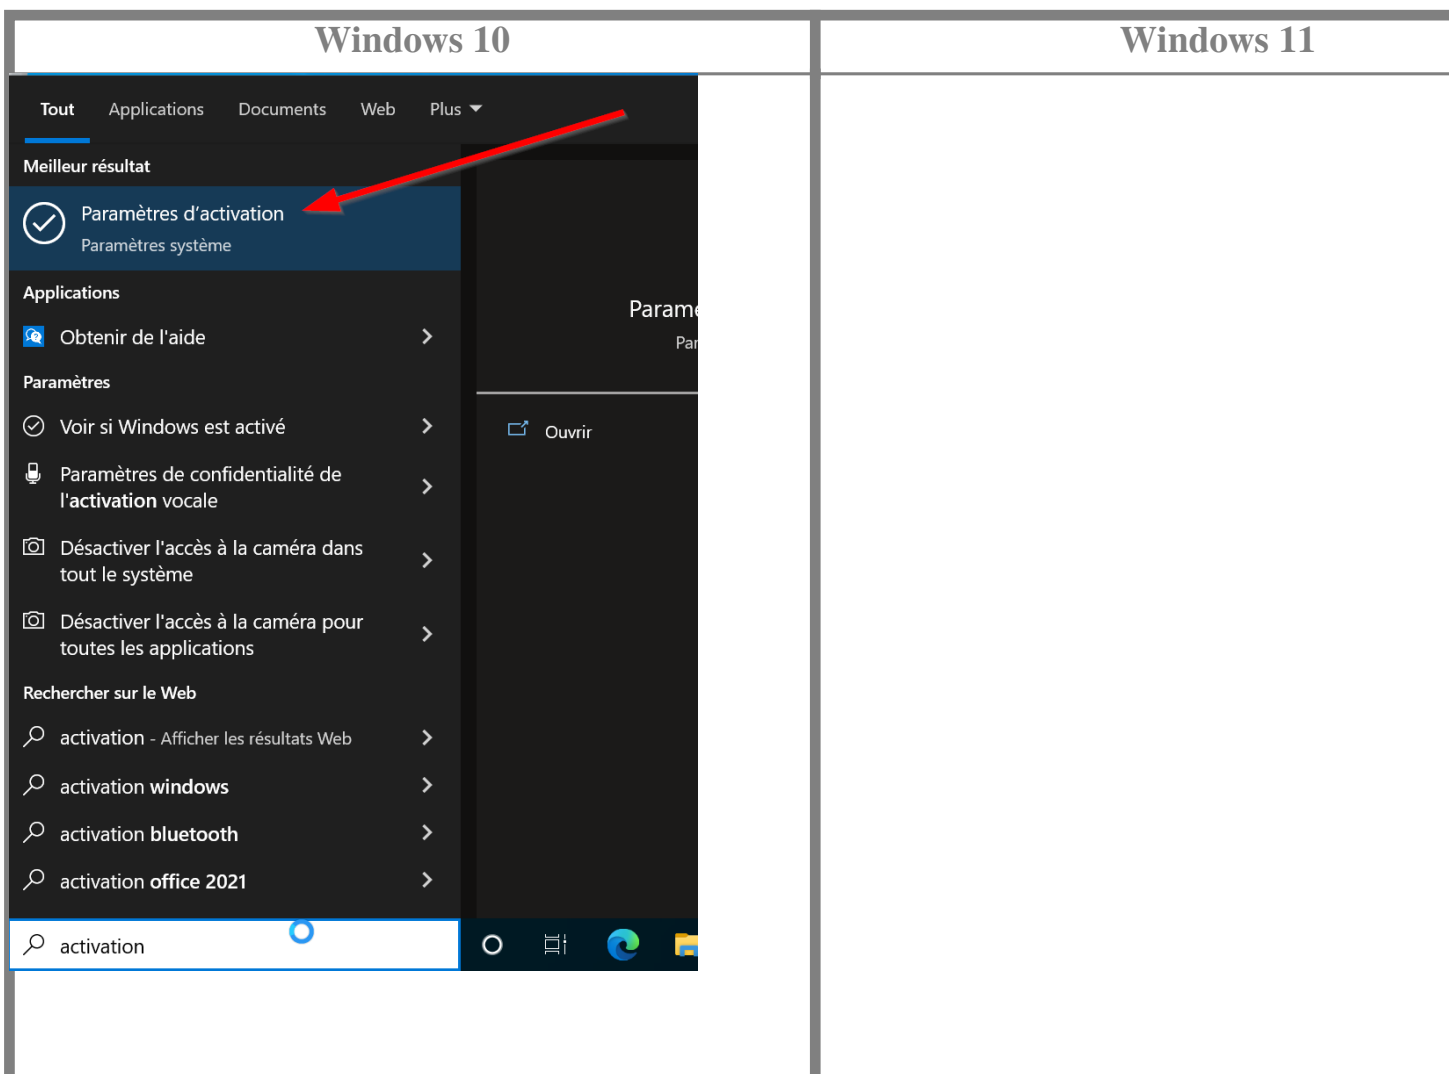 Windows 10
Windows 11
Tout Applications Documents Web Plus
Meilleur résultat
Paramètres d’activation
Paramètres système
Applications
Obtenir de l'aide
Paramètres
Voir si Windows est activé
Paramètres de confidentialité de
l'activation vocale
Désactiver l'accès à la caméra dans
tout le système
Désactiver l'accès à la caméra pour
toutes les applications
Rechercher sur le Web
activation - Afficher les résultats Web
activation windows
activation bluetooth
activation office 2021
activation
Ouvrir